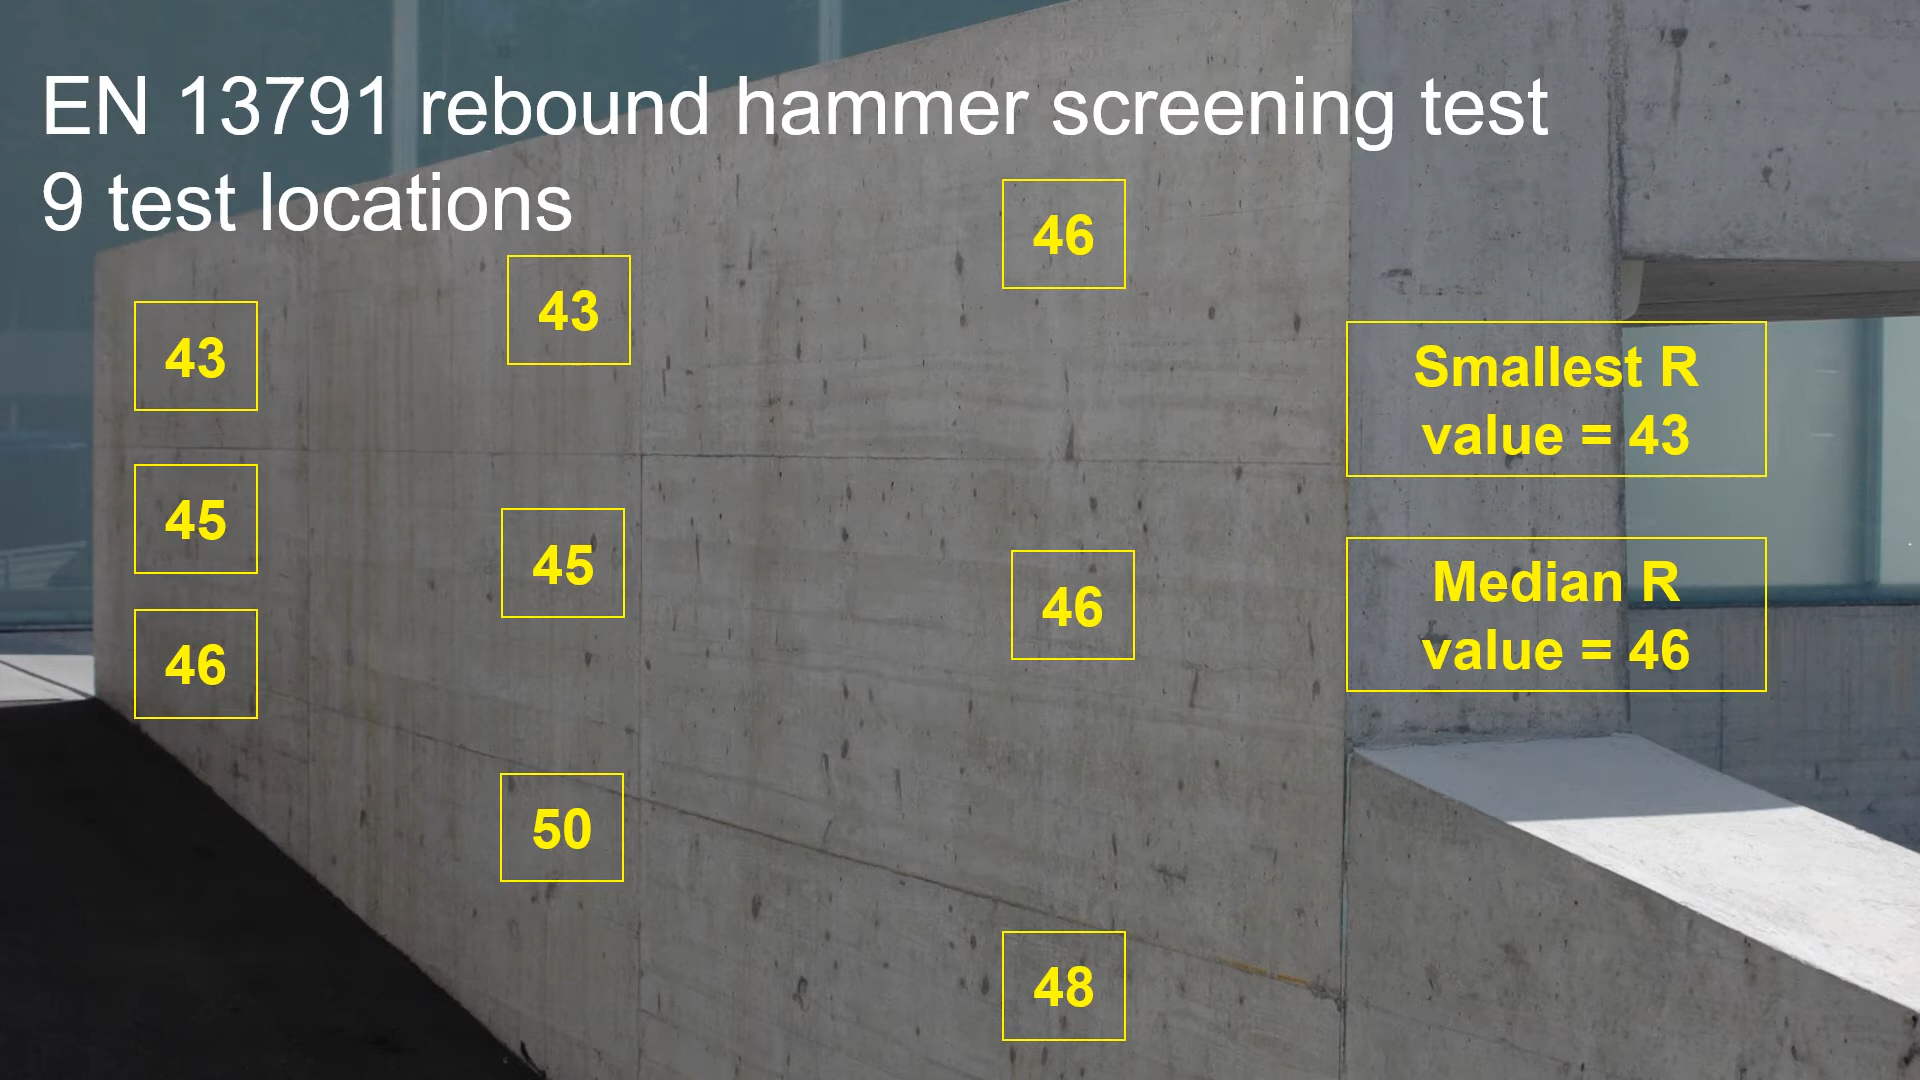 EN 13791 rebound hammer screening test
9 test locations
43
43
46
45
45
46
46
50
48
Smallest R
value = 43
Median R
value = 46